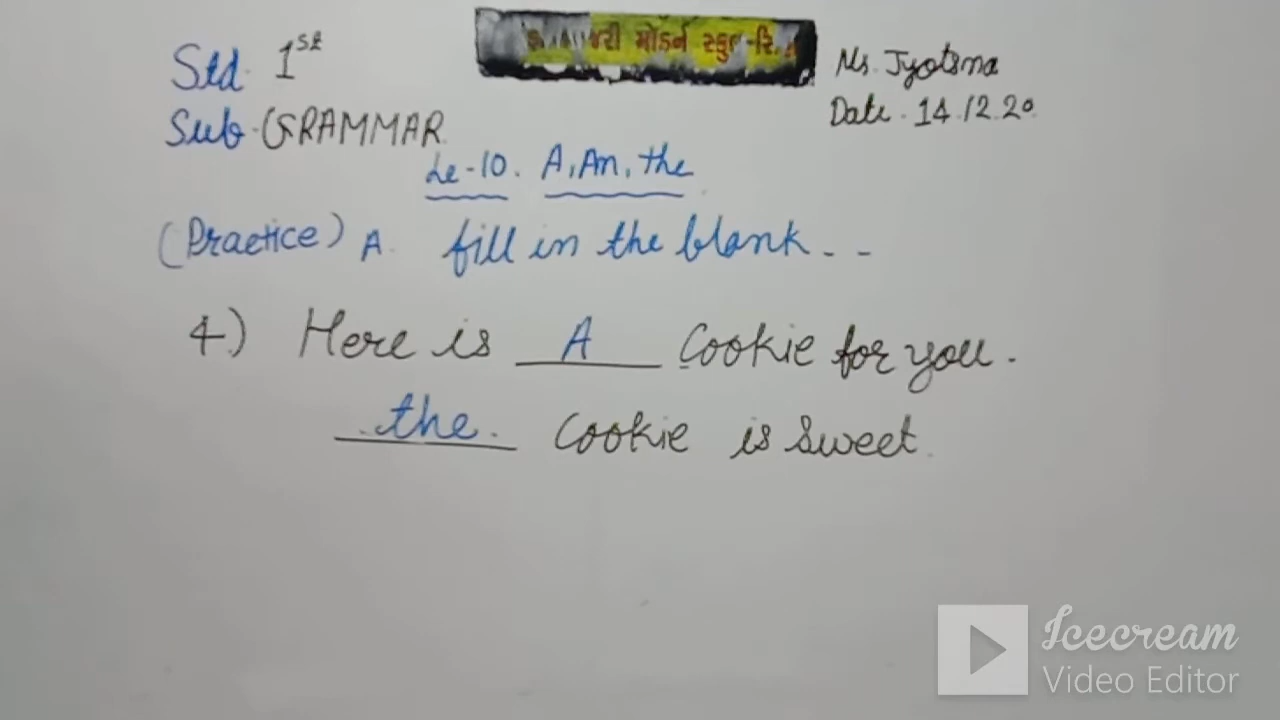 Std 1st
Sub GRAMMAR
મોડર્ન સ્કુલ
Ms. Jyotsna
Date. 14.12.20
Le-10. A, An, the
(Practice) A. fill in the blank. - -
4.) Here is A Cookie for you.
the. Cookie is Sweet.
Icecream
Video Editor